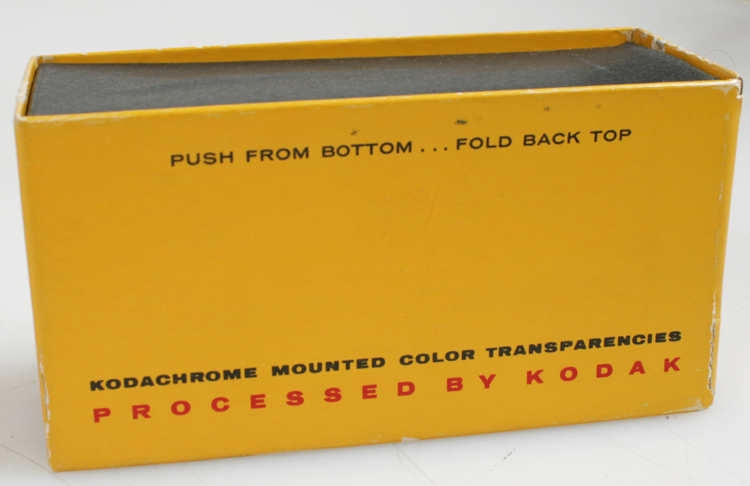 PUSH FROM BOTTOM... FOLD BACK TOP
KODACHROME MOUNTED COLOR TRANSPARENCIES
PROCESSED BY KODAK